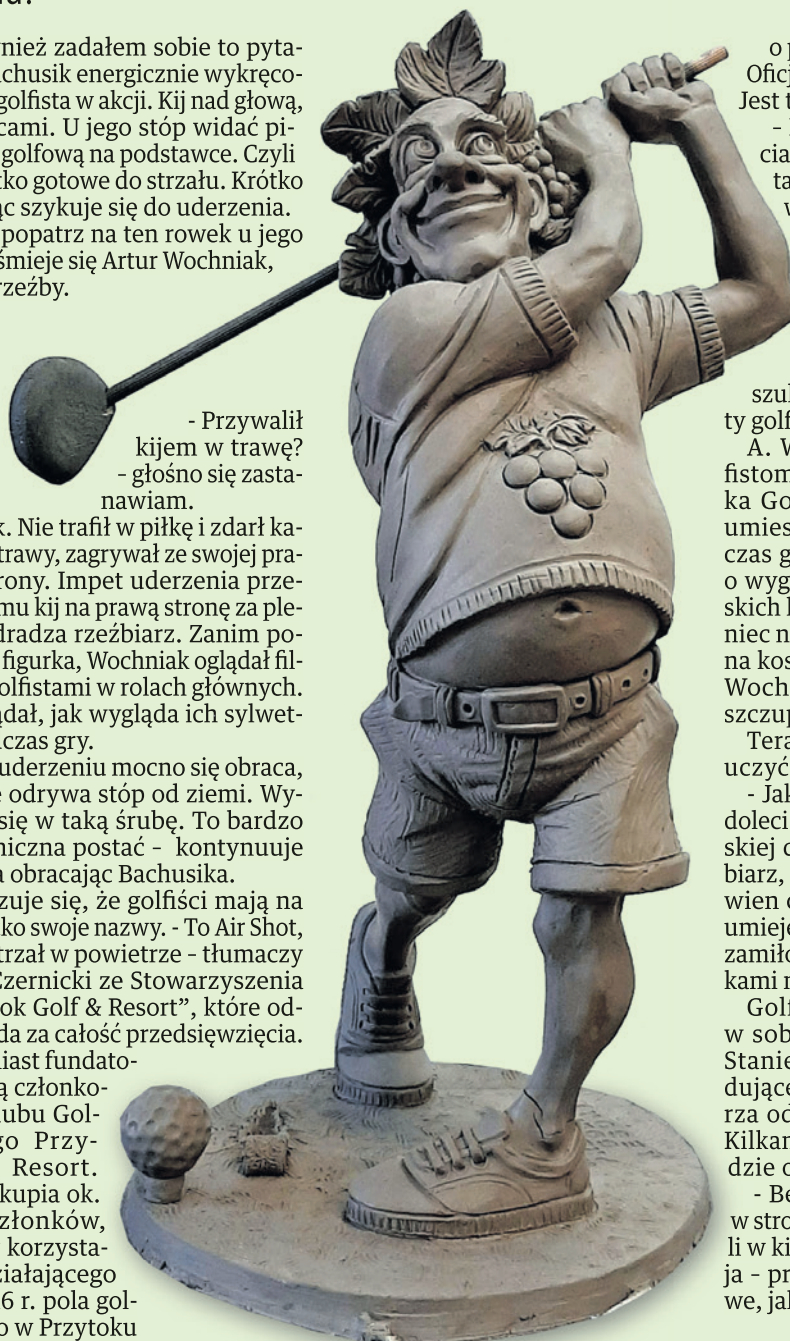 nież zadałem sobie to pyta-
chusik energicznie wykręco-
golfista w akcji. Kij nad głową,
cami. U jego stóp widać pi-
golfową na podstawce. Czyli
tko gotowe do strzału. Krótko
ąc szykuje się do uderzenia.
popatrz na ten rowek u jego
śmieje się Artur Wochniak,
rzeźby.
- Przywalił
kijem w trawę?
– głośno się zasta-
nawiam.
k. Nie trafił w piłkę i zdarł ka-
trawy, zagrywał ze swojej pra-
rony. Impet uderzenia prze-
mu kij na prawą stronę za ple-
dradza rzeźbiarz. Zanim po-
figurka, Wochniak oglądał fil-
olfistami w rolach głównych.
ądał, jak wygląda ich sylwet-
czas gry.
uderzeniu mocno się obraca,
e odrywa stóp od ziemi. Wy-
się w taką śrubę. To bardzo
niczna postać – kontynuuje
a obracając Bachusika.
zuje się, że golfiści mają na
ko swoje nazwy. - To Air Shot,
trzał w powietrze – tłumaczy
Czernicki ze Stowarzyszenia
ok Golf & Resort”, które od-
da za całość przedsięwzięcia.
iast fundato-
ą członko-
lubu Gol-
go Przy-
Resort.
kupia ok.
złonków,
korzysta-
ziałającego
6 r. pola gol-
o w Przytoku
o p
Oficj
Jest t
cia
ta
szul
ty golf
A. W
fistom
ka Go
umies
czas g
o wyg
skich l
niec n
na kos
Woch
szczup
Tera
uczyć
- Jak
doleci
skiej c
biarz,
wien c
umieje
zamiło
kami n
Golf
w sob
Stanie
dujące
rza od
Kilkan
dzie o
- Be
w stro
li w ki
ja – pr
we, jal